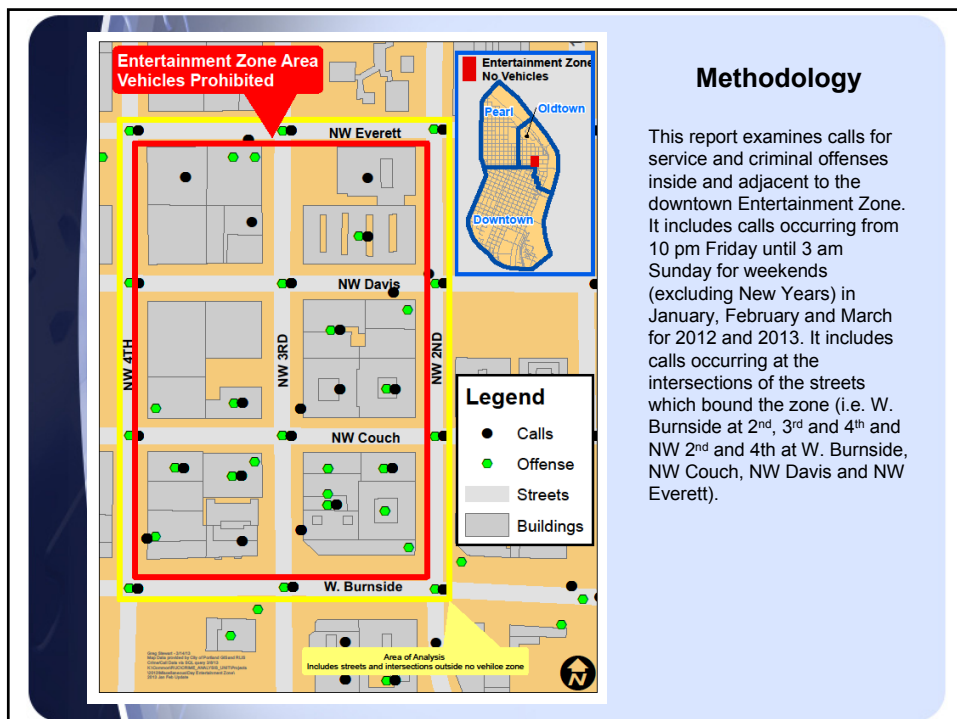 Entertainment Zone Area
Vehicles Prohibited
NW Everett
NW Davis
NW Couch
W. Burnside
NW 4TH
NW 3RD
NW 2ND
Entertainment Zone
No Vehicles
Pearl
Oldtown
Downtown
Legend
Calls
Offense
Streets
Buildings
Area of Analysis
Includes streets and intersections outside no vehilce zone
N
Methodology
This report examines calls for
service and criminal offenses
inside and adjacent to the
downtown Entertainment Zone.
It includes calls occurring from
10 pm Friday until 3 am
Sunday for weekends
(excluding New Years) in
January, February and March
for 2012 and 2013. It includes
calls occurring at the
intersections of the streets
which bound the zone (i.e. W.
Burnside at 2nd, 3rd and 4th and
NW 2nd and 4th at W. Burnside,
NW Couch, NW Davis and NW
Everett).